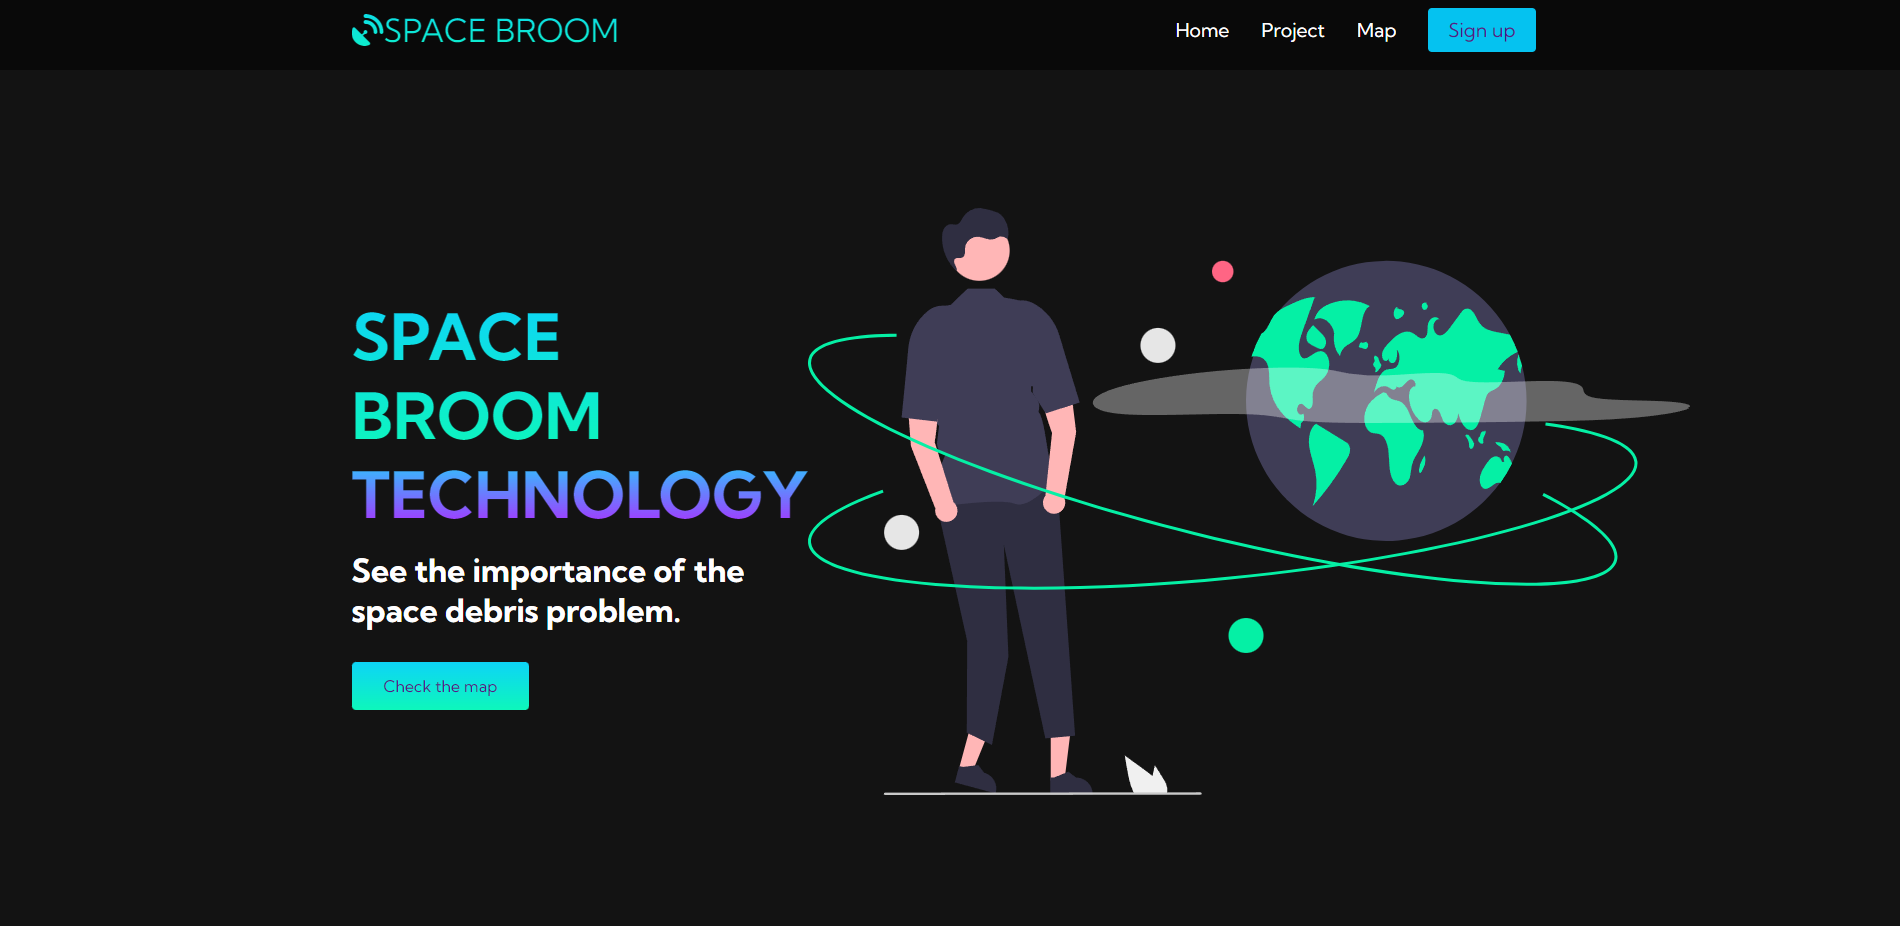 SPACE BROOM
Home Project Map Sign up
SPACE
BROOM
TECHNOLOGY
See the importance of the
space debris problem.
Check the map